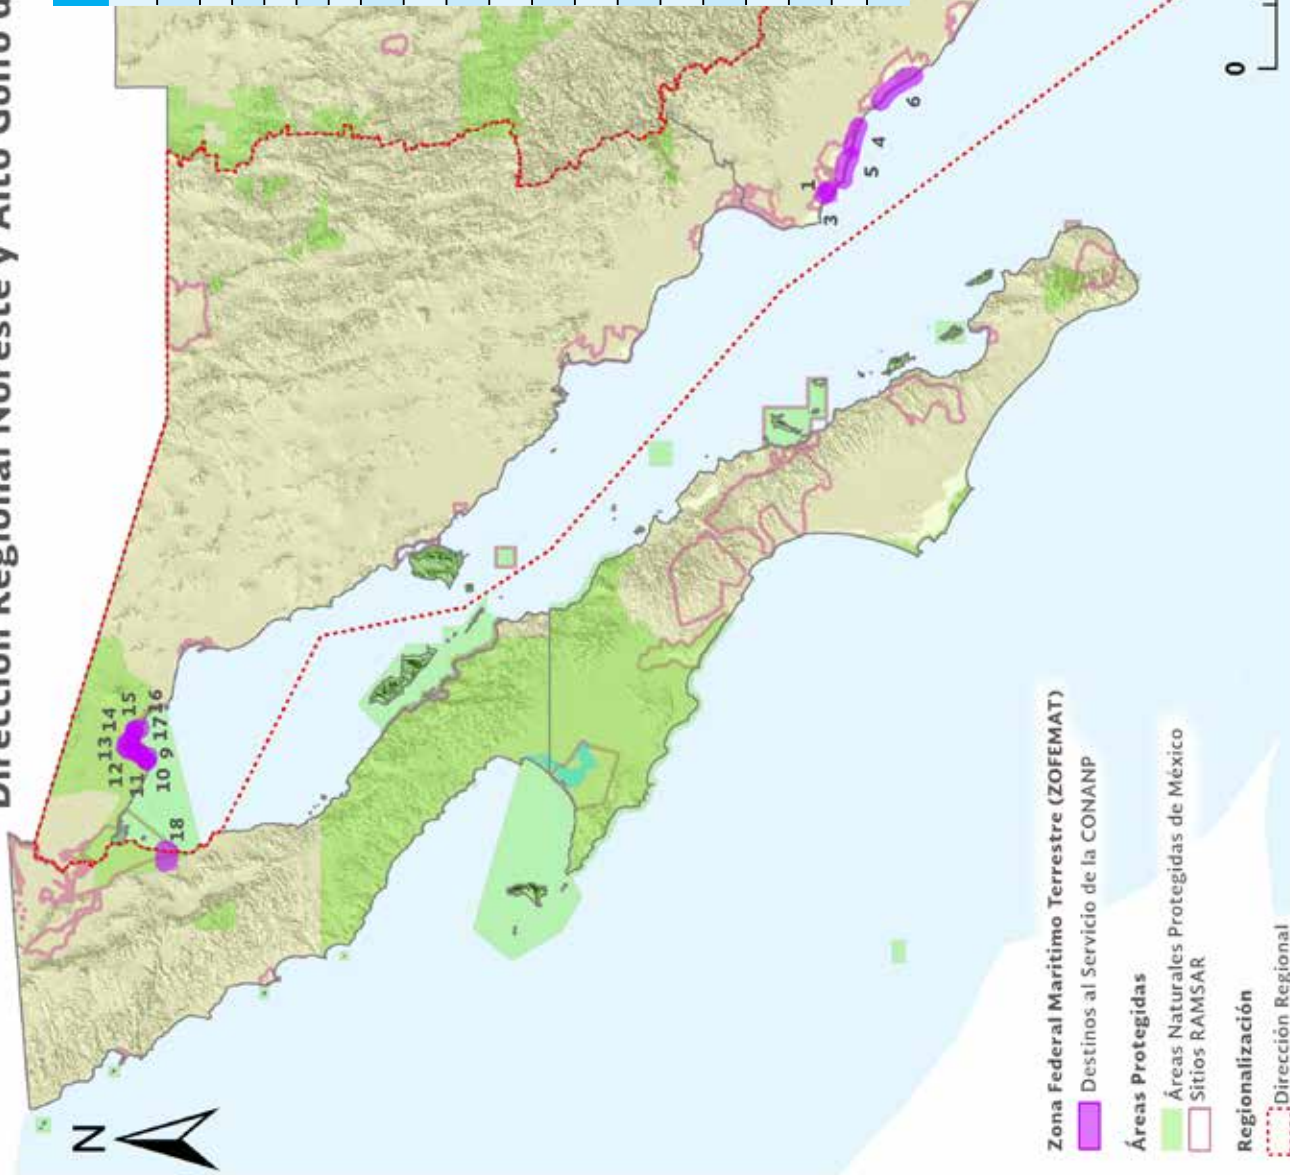 Dirección Regional Noreste y Alto Golfo
N
12 13 14
15
11
10 9 17 16
18
1
3
5 4
6
0
Zona Federal Maritimo Terrestre (ZOFEMAT)
Destinos al Servicio de la CONANP
Áreas Protegidas
Áreas Naturales Protegidas de México
Sitios RAMSAR
Regionalización
Dirección Regional